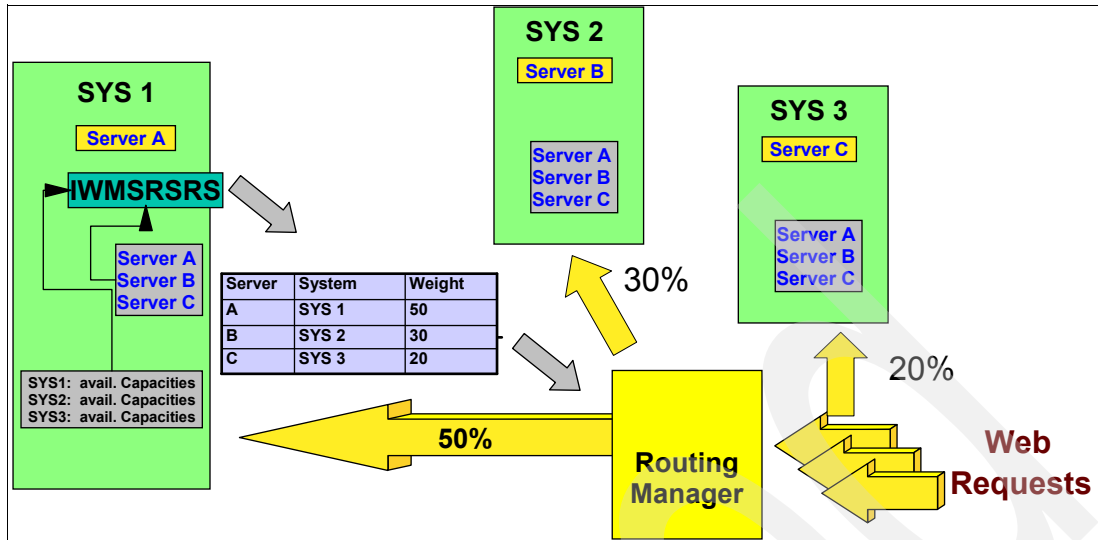 SYS 1
Server A
IWMSRSRS
Server A
Server B
Server C
SYS1:  avail. Capacities
SYS2:  avail. Capacities
SYS3:  avail. Capacities
SYS 2
Server B
Server A
Server B
Server C
SYS 3
Server C
Server A
Server B
Server C
Server System Weight
A SYS 1 50
B SYS 2 30
C SYS 3 20
30%
20%
50%
Routing
Manager
Web
Requests